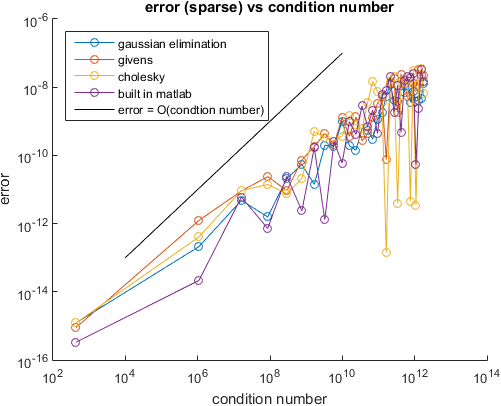 error (sparse) vs condition number
10^-6
gaussian elimination
givens
cholesky
built in matlab
error = O(condtion number)
10^-8
10^-10
10^-12
10^-14
10^-16
error
10^2 10^4 10^6 10^8 10^10 10^12 10^14
condition number